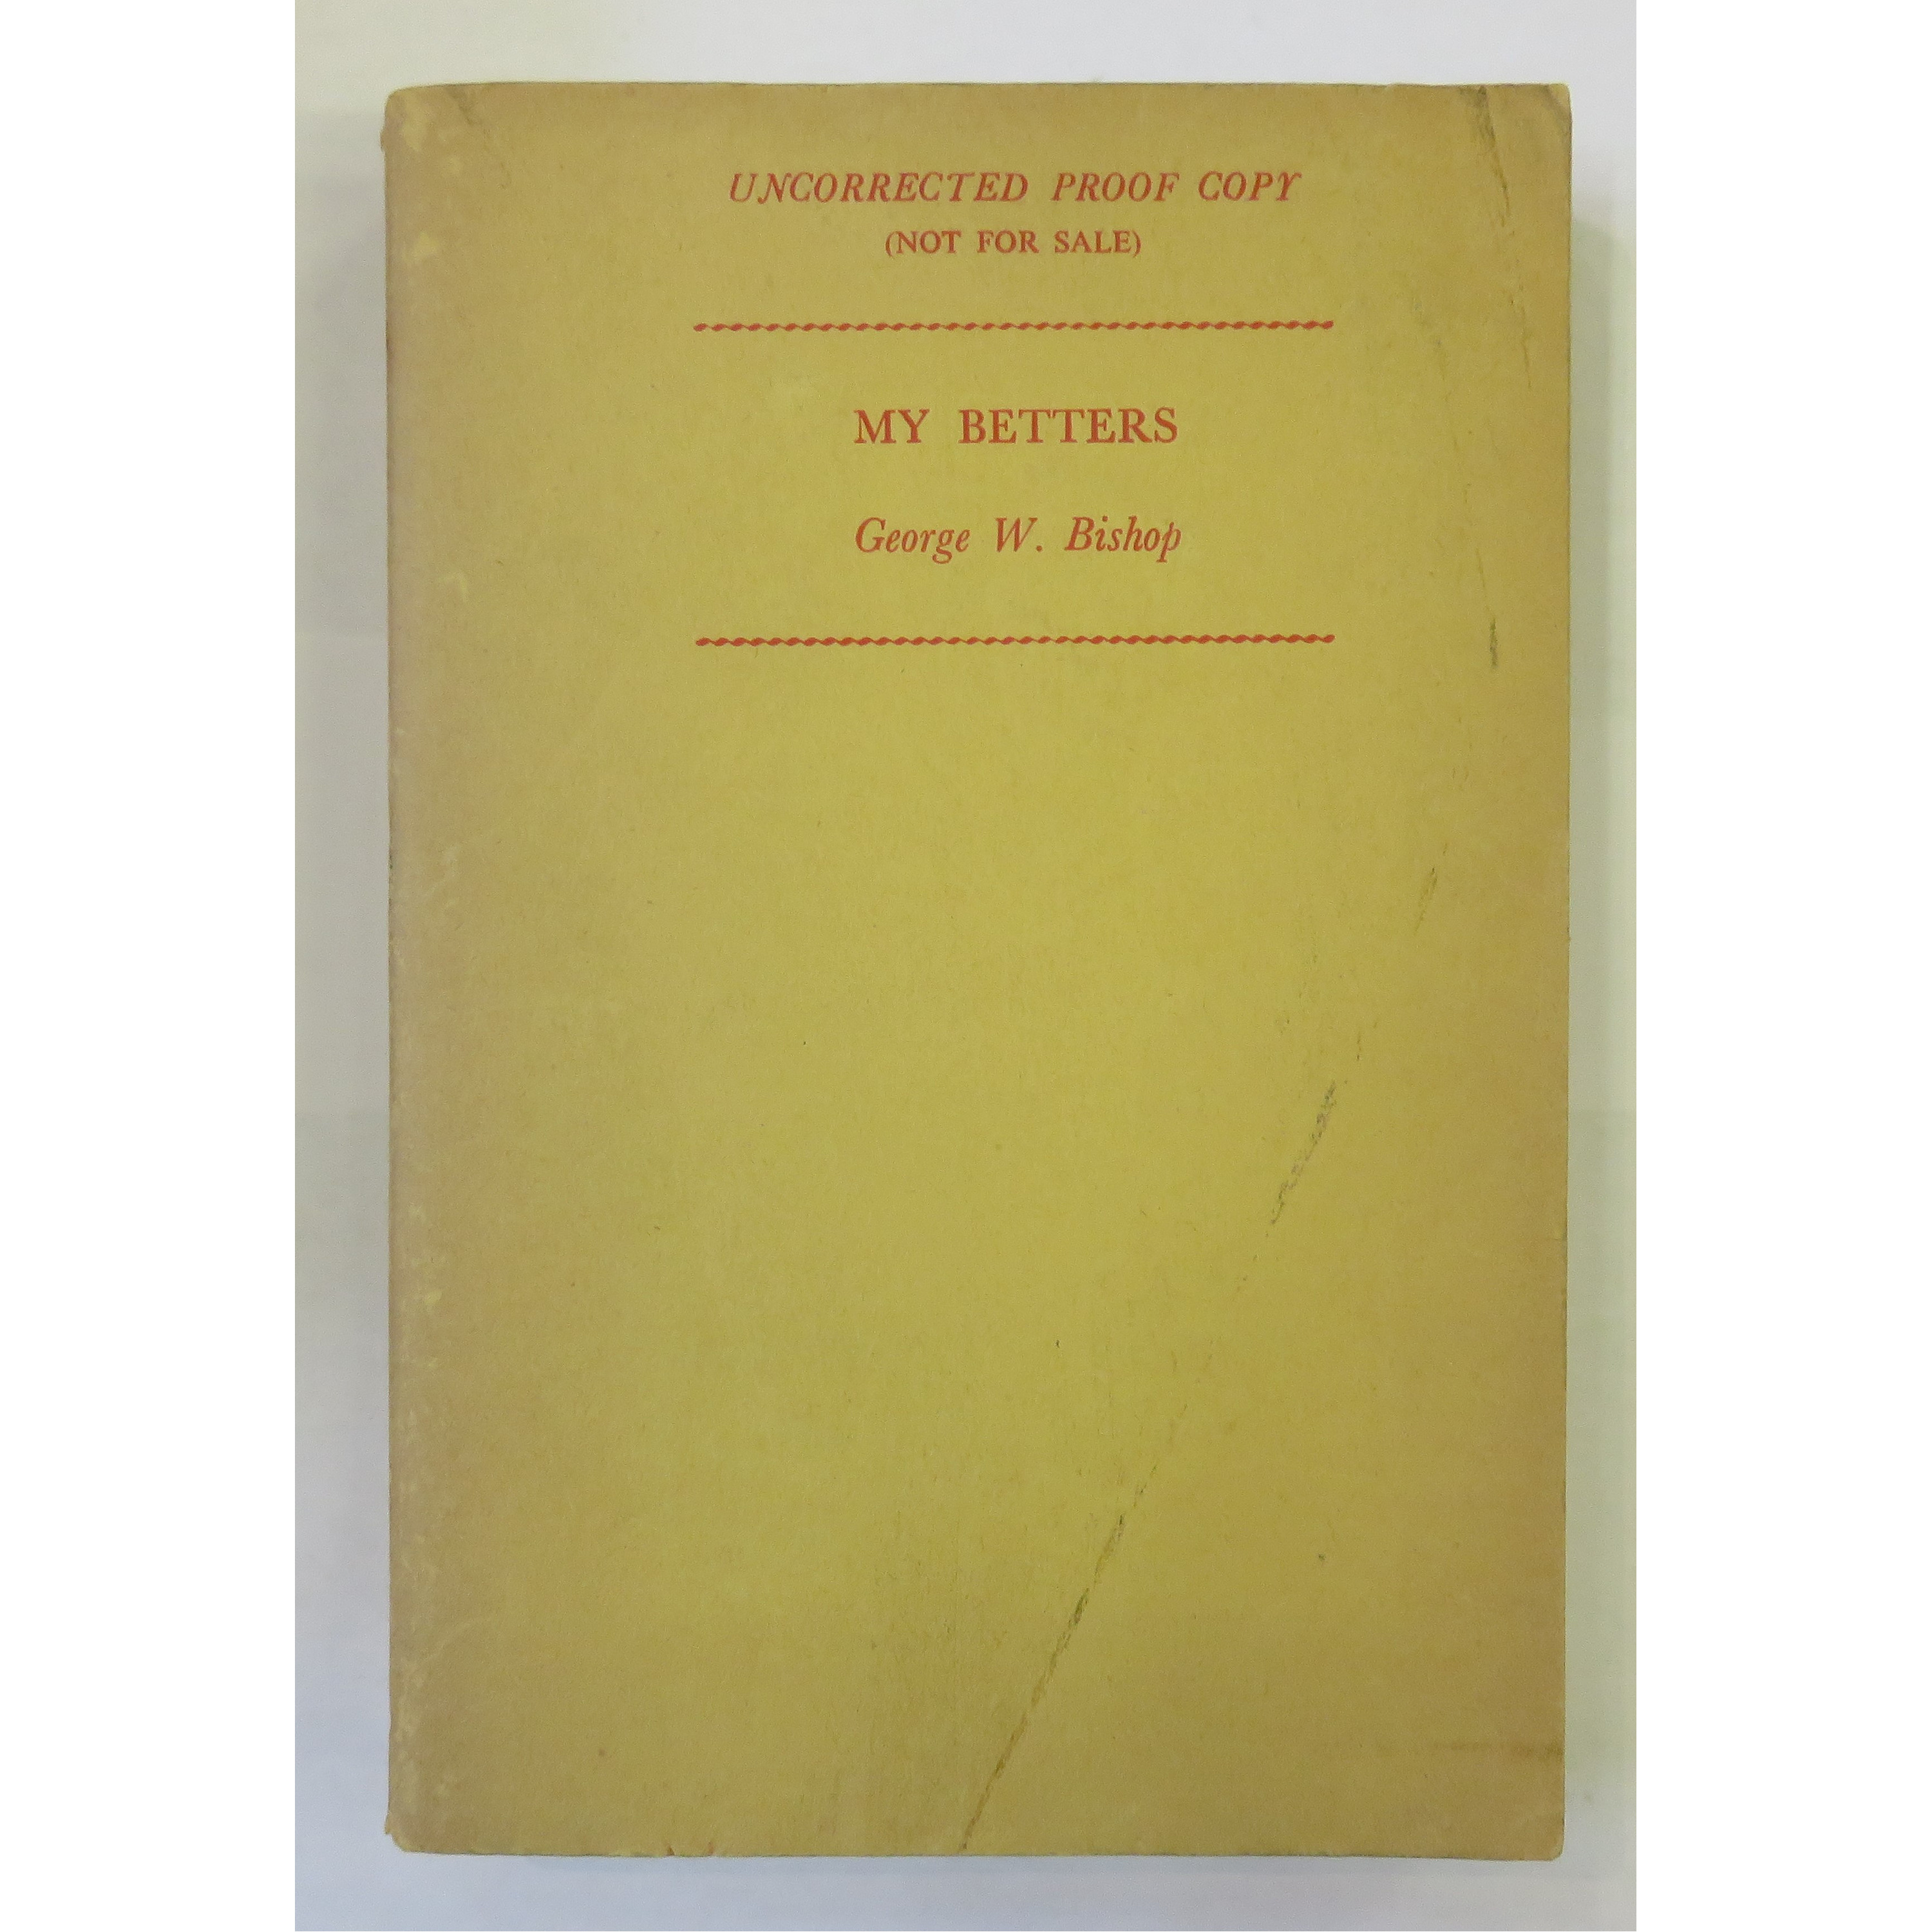 UNCORRECTED PROOF COPY
(NOT FOR SALE)
MY BETTERS
George W. Bishop